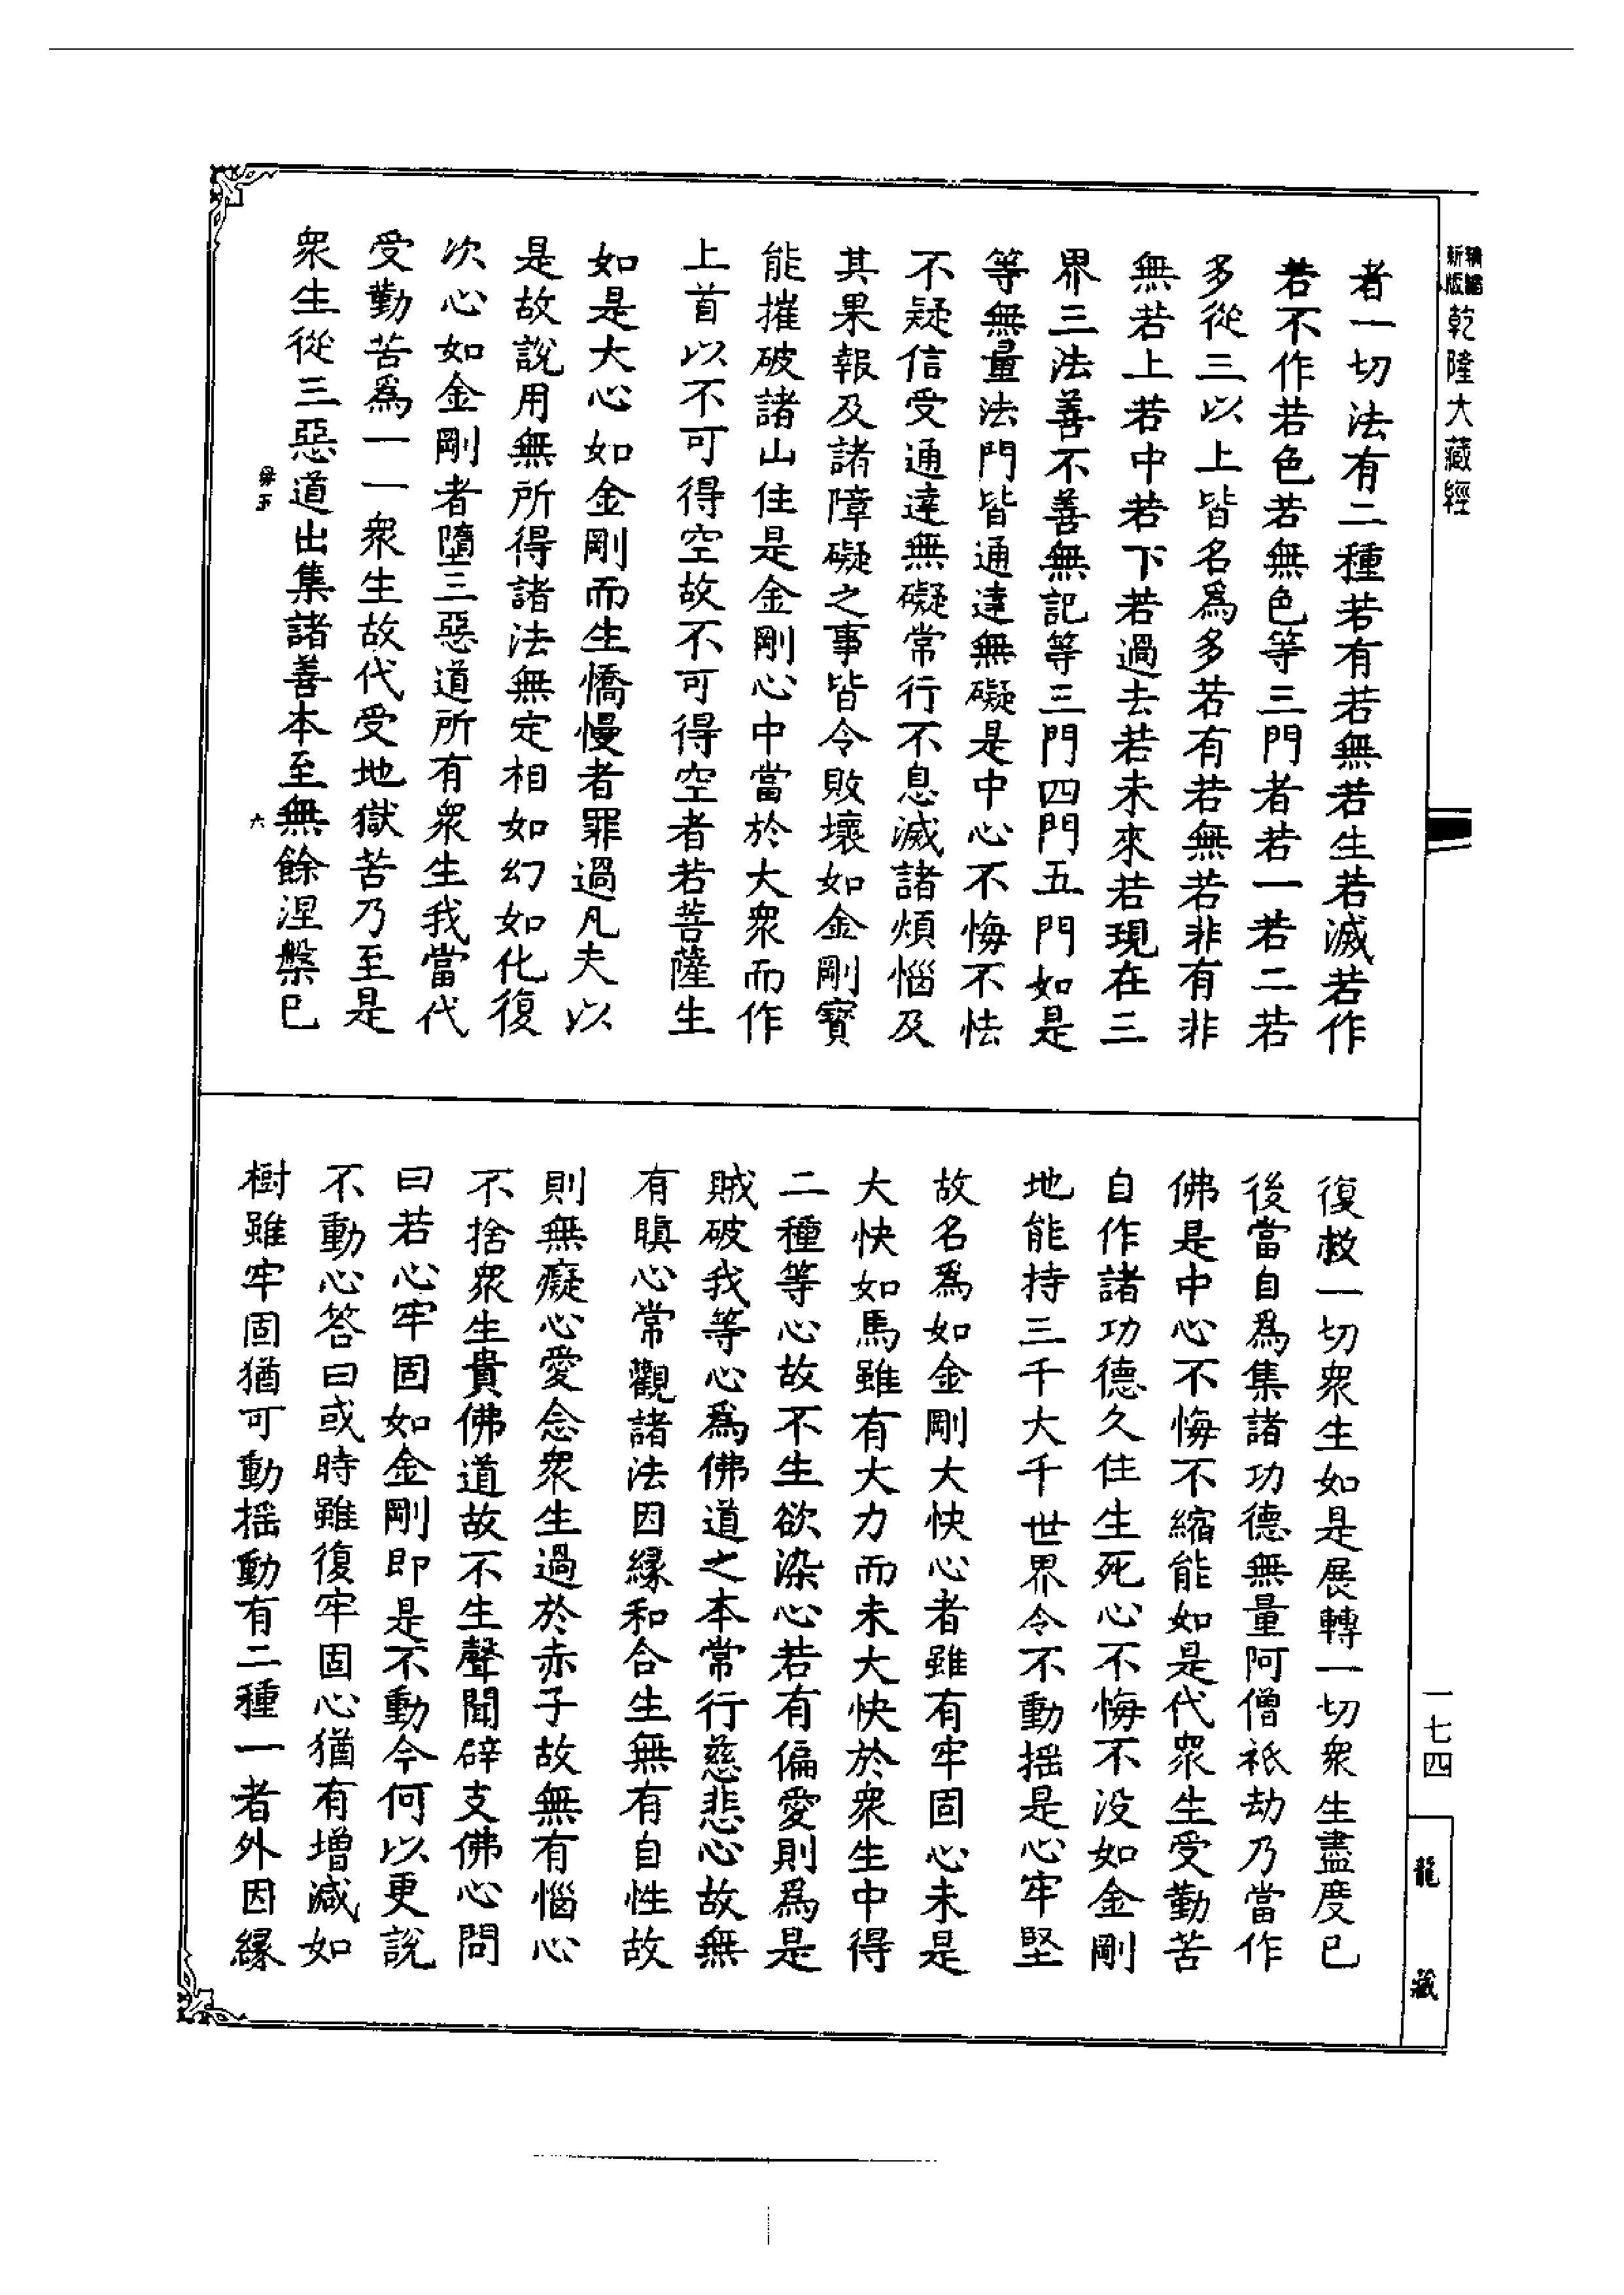 新版
乾隆大藏經
者一切法有二種若有若無若生若滅若作
若不作若色若無色等三門者若一若二若
多從三以上皆名爲多若有若無若非有非
無若上若中若下若過去若未來若現在三
界三法善不善無記等三門四門五門如是
等無量法門皆通達無礙是中心不悔不怯
不疑信受通達無礙常行不息滅諸煩惱及
其果報及諸障礙之事皆令敗壞如金剛寶
能摧破諸山住是金剛心中當於大衆而作
上首以不可得空故不可得空者若菩薩生
如是大心如金剛而生憍慢者罪過凡夫以
是故說用無所得諸法無定相如幻如化復
次心如金剛者墮三惡道所有衆生我當代
受勤苦爲一一衆生故代受地獄苦乃至是
衆生從三惡道出集諸善本至無餘涅槃已
六
復救一切衆生如是展轉一切衆生盡度已
後當自爲集諸功德無量阿僧祇劫乃當作
佛是中心不悔不縮能如是代衆生受勤苦
自作諸功德久住生死心不悔不没如金剛
地能持三千大千世界令不動揺是心牢堅
故名爲如金剛大快心者雖有牢固心未是
大快如馬雖有大力而未大快於衆生中得
二種等心故不生欲染心若有偏愛則爲是
賊破我等心爲佛道之本常行慈悲心故無
有瞋心常觀諸法因緣和合生無有自性故
則無癡心愛念衆生過於赤子故無有惱心
不捨衆生貴佛道故不生聲聞辟支佛心問
曰若心牢固如金剛即是不動今何以更說
不動心答曰或時雖復牢固心猶有增減如
樹雖牢固猶可動揺動有二種一者外因緣
一七四
龍藏